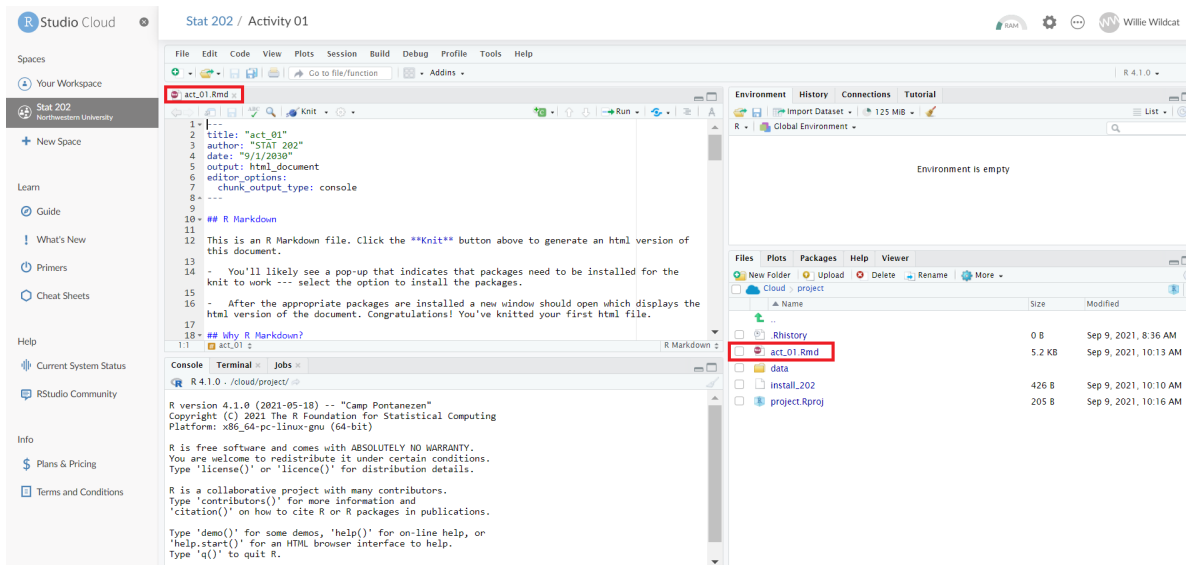 R Studio Cloud
Stat 202 / Activity 01
RAM
WW
Willie Wildcat
Spaces
Your Workspace
Stat 202
Northwestern University
New Space
Learn
Guide
What's New
Primers
Cheat Sheets
Help
Current System Status
RStudio Community
Info
$ Plans & Pricing
Terms and Conditions
File Edit Code View Plots Session Build Debug Profile Tools Help
Go to file/function
Addins
R 4.1.0
act_01.Rmd
ABC Knit
Run
1 ---
2 title: "act_01"
3 author: "STAT 202"
4 date: "9/1/2030"
5 output: html_document
6 editor_options:
7 chunk_output_type: console
8 ---
9
10 ## R Markdown
11
12 This is an R Markdown file. Click the **Knit** button above to generate an html version of
this document.
13
14 - You'll likely see a pop-up that indicates that packages need to be installed for the
knit to work --- select the option to install the packages.
15
16 - After the appropriate packages are installed a new window should open which displays the
html version of the document. Congratulations! You've knitted your first html file.
17
18 ## Why R Markdown?
1:1 # act_01
R Markdown
Console Terminal Jobs
R 4.1.0 · /cloud/project/
R version 4.1.0 (2021-05-18) -- "Camp Pontanezen"
Copyright (C) 2021 The R Foundation for Statistical Computing
Platform: x86_64-pc-linux-gnu (64-bit)
R is free software and comes with ABSOLUTELY NO WARRANTY.
You are welcome to redistribute it under certain conditions.
Type 'license()' or 'licence()' for distribution details.
R is a collaborative project with many contributors.
Type 'contributors()' for more information and
'citation()' on how to cite R or R packages in publications.
Type 'demo()' for some demos, 'help()' for on-line help, or
'help.start()' for an HTML browser interface to help.
Type 'q()' to quit R.
Environment History Connections Tutorial
Import Dataset 125 MiB List
R Global Environment
Environment is empty
Files Plots Packages Help Viewer
New Folder Upload Delete Rename More
Cloud > project R
Name Size Modified
..
.Rhistory 0 B Sep 9, 2021, 8:36 AM
act_01.Rmd 5.2 KB Sep 9, 2021, 10:13 AM
data
install_202 426 B Sep 9, 2021, 10:10 AM
project.Rproj 205 B Sep 9, 2021, 10:16 AM